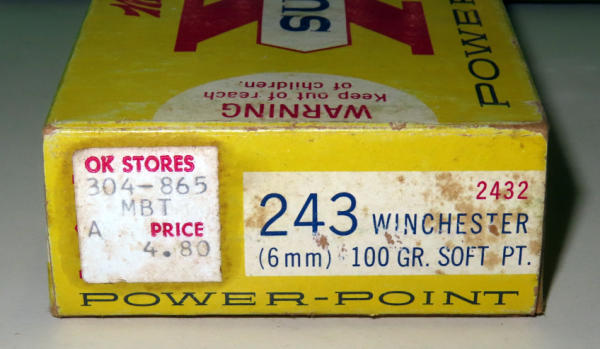 SU
POWER
WARNING
Keep out of reach
of children.
OK STORES
304-865
MBT
A PRICE
4.80
2432
243 WINCHESTER
(6mm) 100 GR. SOFT PT.
POWER-POINT